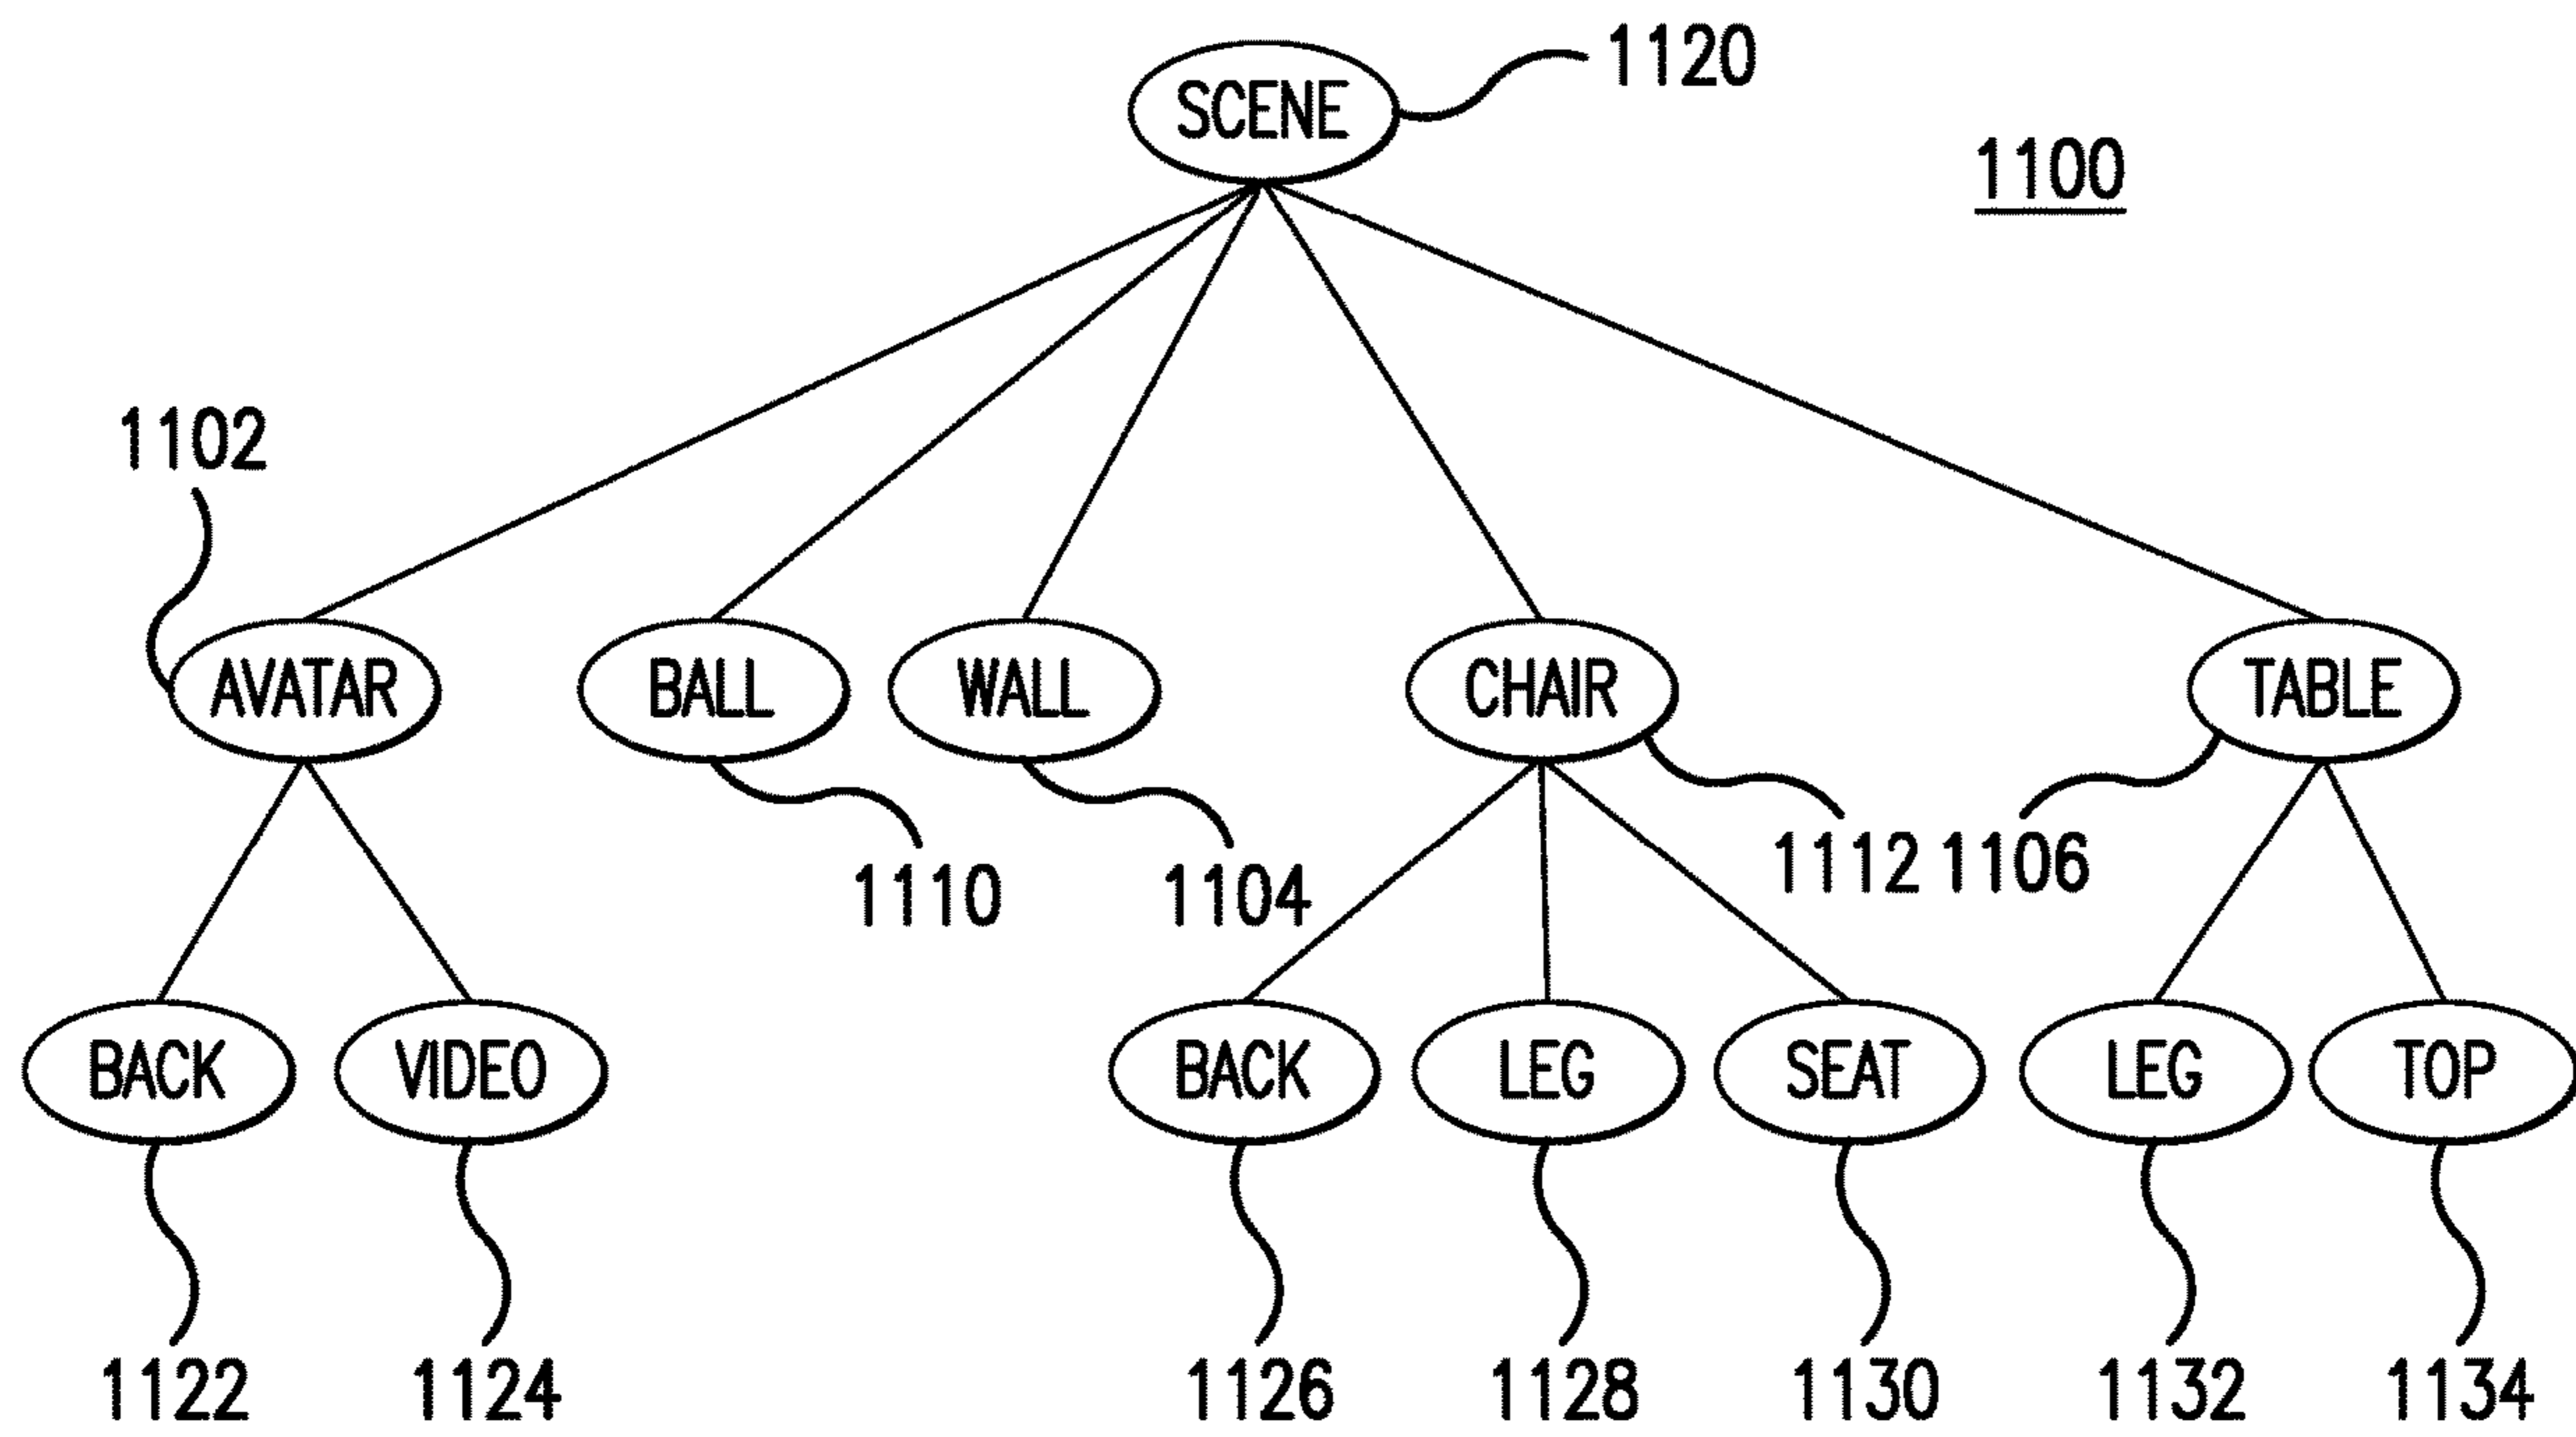 SCENE
1120
1100
1102
AVATAR
BALL
WALL
CHAIR
TABLE
1110
1104
1112
1106
BACK
VIDEO
BACK
LEG
SEAT
LEG
TOP
1122
1124
1126
1128
1130
1132
1134